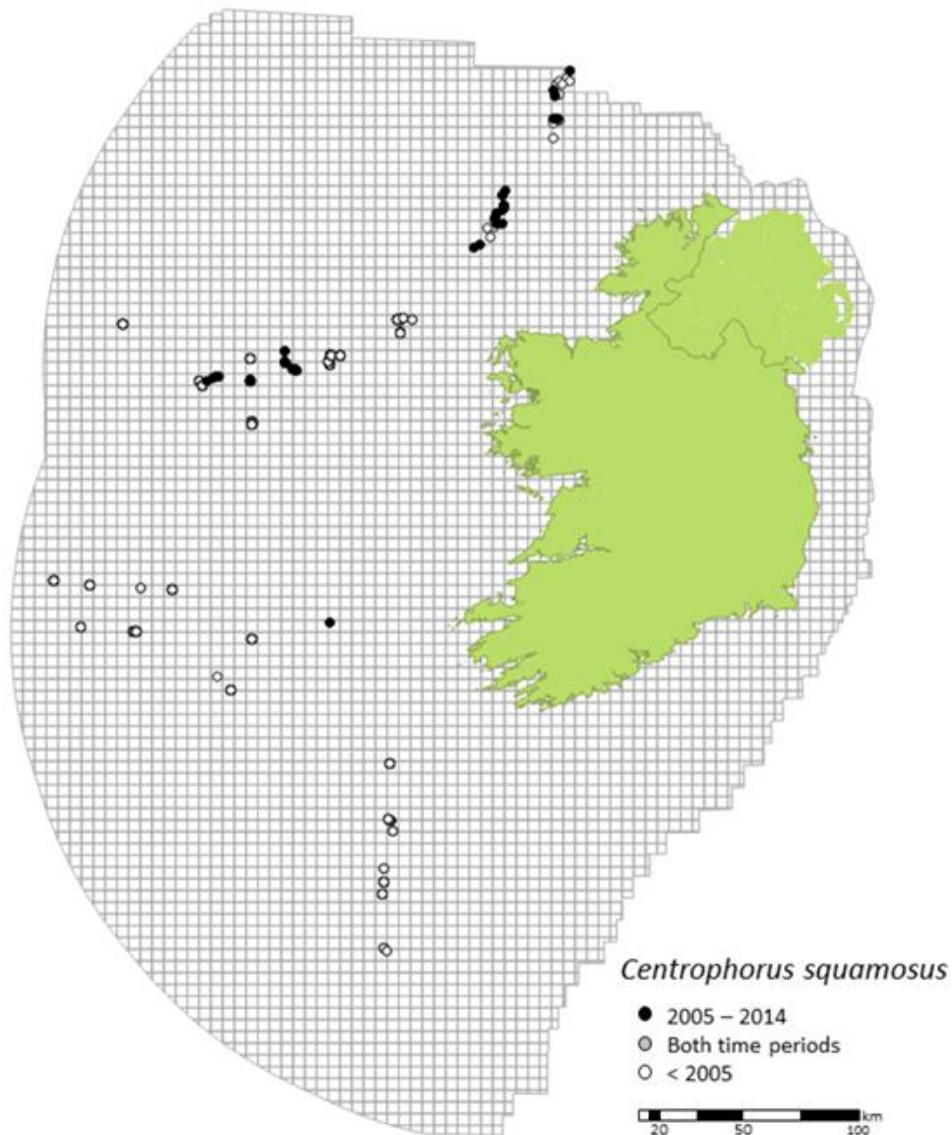 Centrophorus squamosus
2005 – 2014
Both time periods
< 2005
km
20 50 100